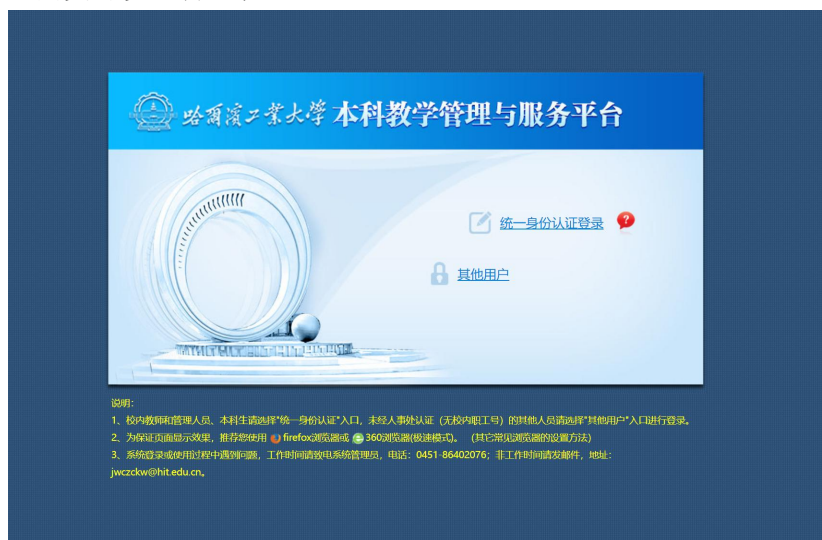 哈尔滨工业大学 本科教学管理与服务平台
统一身份认证登录
?
其他用户
说明：
1、校内教师和管理人员、本科生请选择"统一身份认证"入口，未经人事处认证（无校内职工号）的其他人员请选择"其他用户"入口进行登录。
2、为保证页面显示效果，推荐您使用 firefox浏览器或 360浏览器(极速模式)。（其它常见浏览器的设置方法）
3、系统登录或使用过程中遇到问题，工作时间请致电系统管理员，电话：0451-86402076；非工作时间请发邮件，地址：
jwczckw@hit.edu.cn。